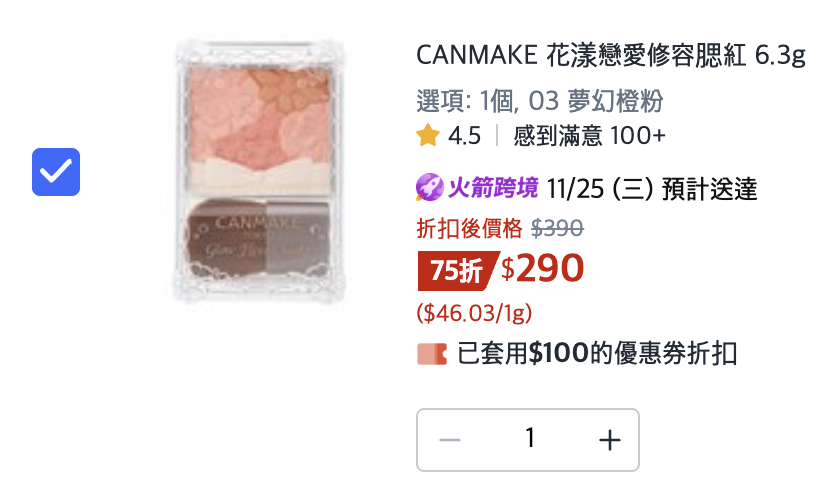 CANMAKE
CANMAKE 花漾戀愛修容腮紅 6.3g
選項: 1個, 03 夢幻橙粉
4.5 | 感到滿意 100+
火箭跨境 11/25 (三) 預計送達
折扣後價格 $390
75折 $290
($46.03/1g)
已套用$100的優惠券折扣
− 1 +